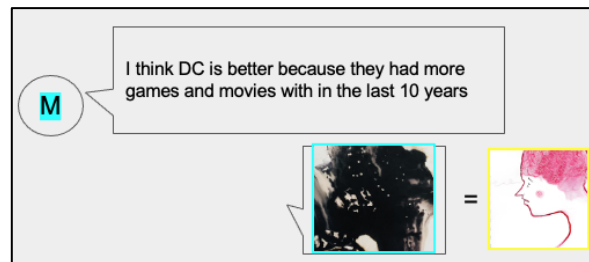 I think DC is better because they had more
M
games and movies with in the last 10 years
=